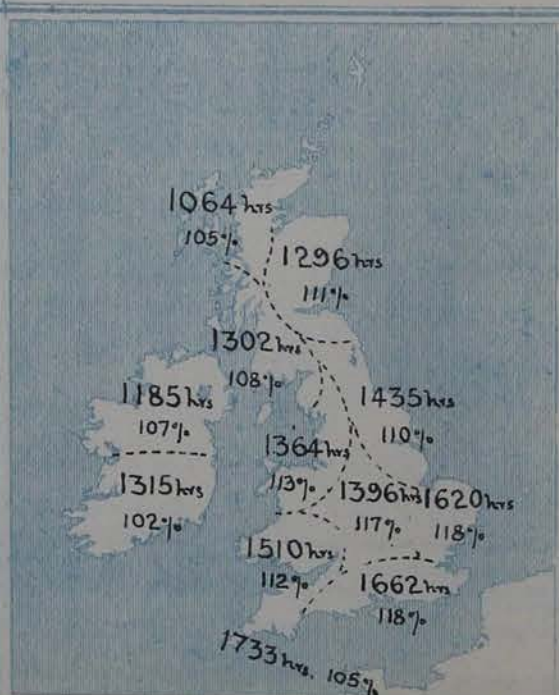 1064 hrs
105%
1296 hrs
111%
1302 hrs
108%
1185 hrs
107%
1435 hrs
110%
1364 hrs
113%
1315 hrs
102%
1396 hrs
117%
1620 hrs
118%
1510 hrs
112%
1662 hrs
118%
1733 hrs. 105%